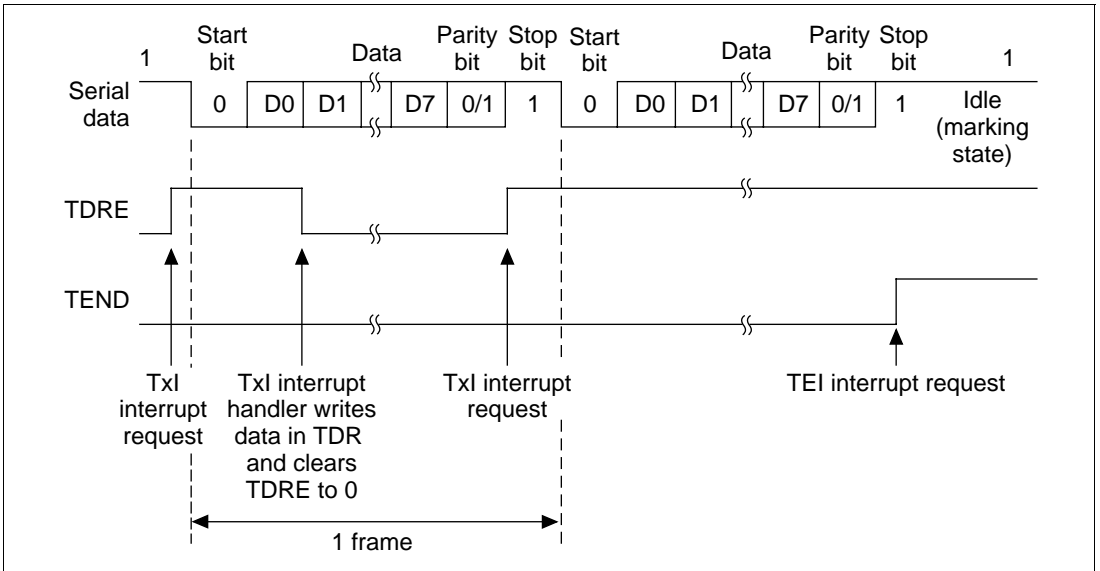 1
Start bit
Data
Parity bit
Stop bit
Start bit
Data
Parity bit
Stop bit
1
Serial data
0
D0
D1
D7
0/1
1
0
D0
D1
D7
0/1
1
Idle (marking state)
TDRE
TEND
TxI
interrupt
request
TxI interrupt
handler writes
data in TDR
and clears
TDRE to 0
TxI interrupt
request
TEI interrupt request
1 frame